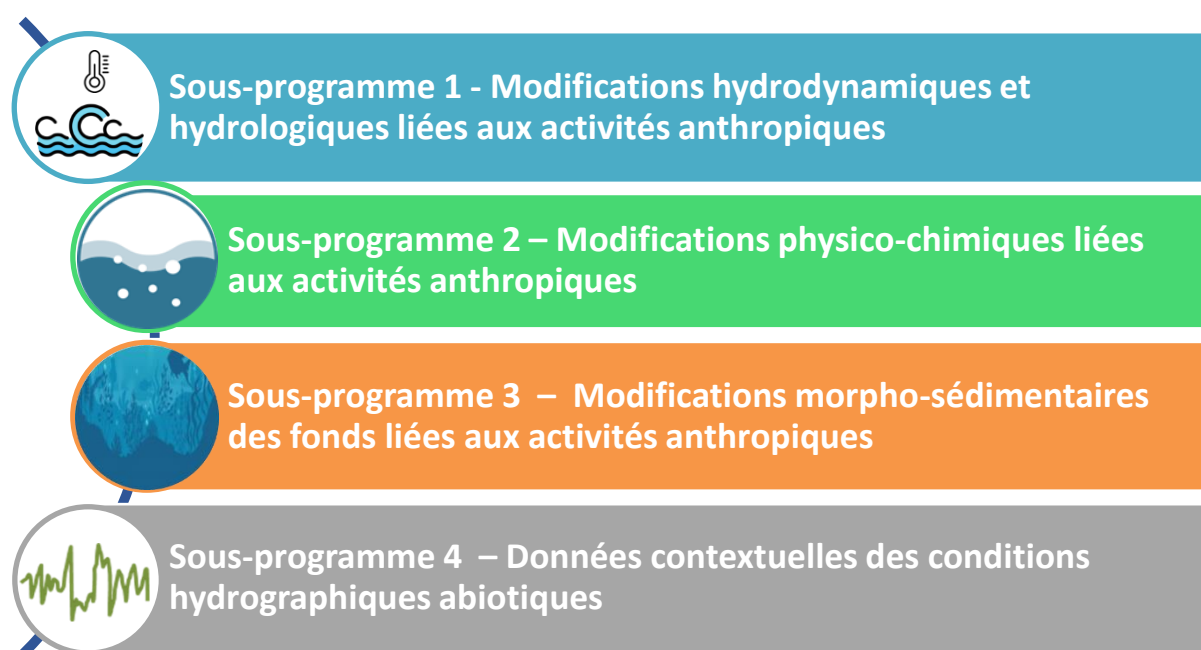 Sous-programme 1 - Modifications hydrodynamiques et
hydrologiques liées aux activités anthropiques
Sous-programme 2 – Modifications physico-chimiques liées
aux activités anthropiques
Sous-programme 3 – Modifications morpho-sédimentaires
des fonds liées aux activités anthropiques
Sous-programme 4 – Données contextuelles des conditions
hydrographiques abiotiques